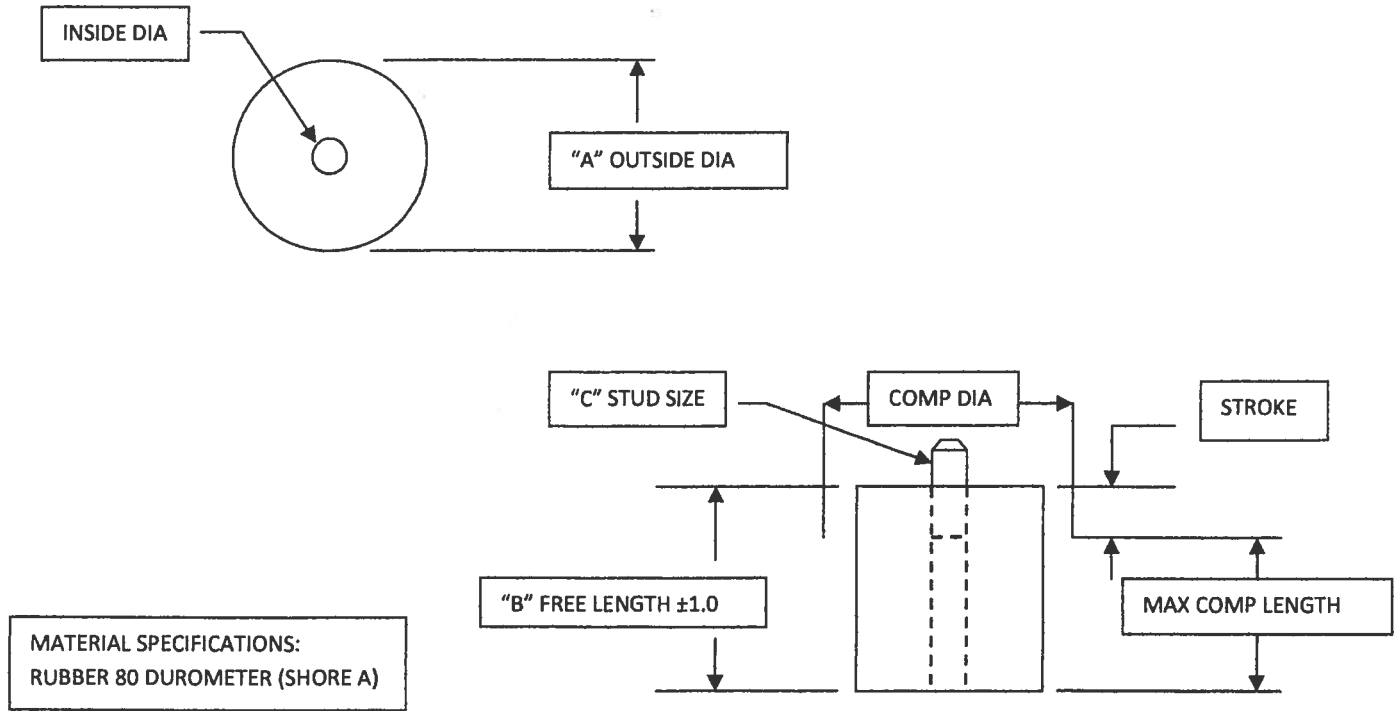 INSIDE DIA
“A” OUTSIDE DIA
“C” STUD SIZE
COMP DIA
STROKE
“B” FREE LENGTH ±1.0
MAX COMP LENGTH
MATERIAL SPECIFICATIONS:
RUBBER 80 DUROMETER (SHORE A)